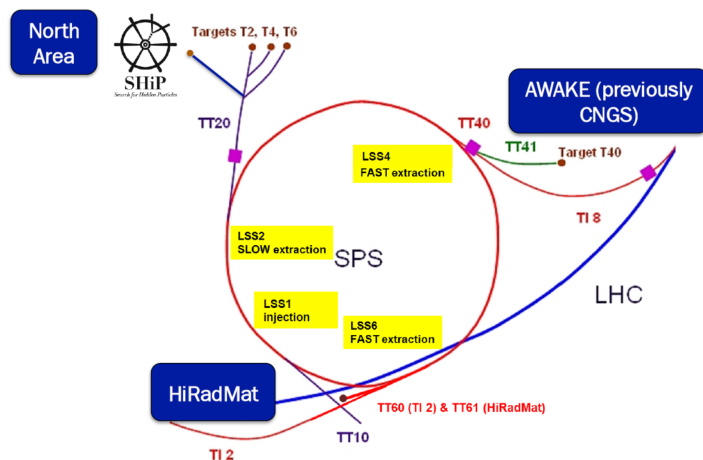 North
Area
SHiP
Search for Hidden Particles
Targets T2, T4, T6
AWAKE (previously
CNGS)
TT20
TT40
TT41
Target T40
LSS4
FAST extraction
TI 8
LSS2
SLOW extraction
SPS
LHC
LSS1
injection
LSS6
FAST extraction
HiRadMat
TT60 (TI 2) & TT61 (HiRadMat)
TT10
TI 2